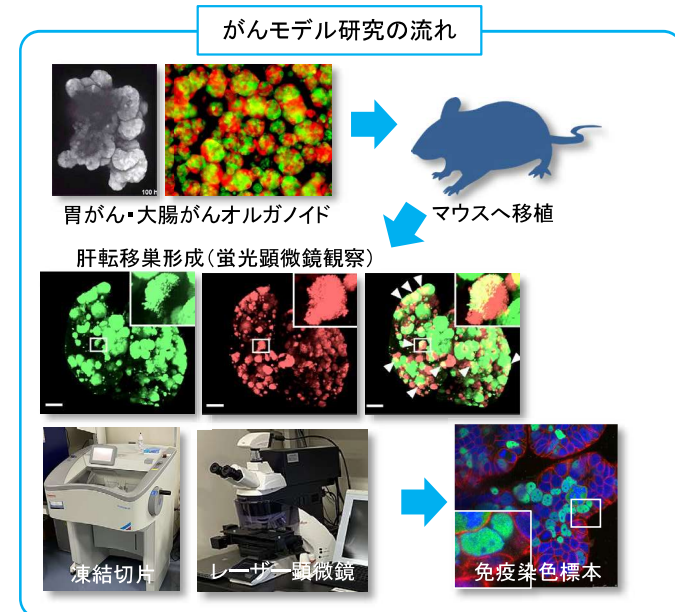 がんモデル研究の流れ
100 H
胃がん・大腸がんオルガノイド
マウスへ移植
肝転移巣形成（蛍光顕微鏡観察）
凍結切片
レーザー顕微鏡
免疫染色標本